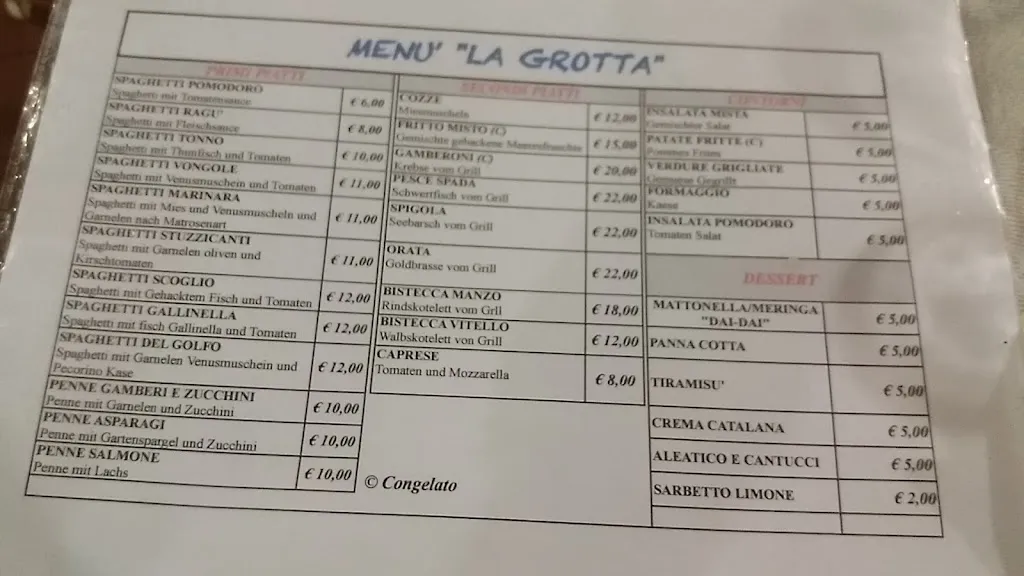 MENU' "LA GROTTA"
PRIMI PIATTI
SPAGHETTI POMODORO
Spaghetti mit Tomatensauce
€ 6,00
SPAGHETTI RAGU'
Spaghetti mit Fleischsauce
€ 8,00
SPAGHETTI TONNO
Spaghetti mit Thunfisch und Tomaten
€ 10,00
SPAGHETTI VONGOLE
Spaghetti mit Venusmuschein und Tomaten
€ 11,00
SPAGHETTI MARINARA
Spaghetti mit Mies und Venusmuscheln und
Garnelen nach Matrosenart
€ 11,00
SPAGHETTI STUZZICANTI
Spaghetti mit Garnelen oliven und
Kirschtomaten
€ 11,00
SPAGHETTI SCOGLIO
Spaghetti mit Gehacktem Fisch und Tomaten
€ 12,00
SPAGHETTI GALLINELLA
Spaghetti mit fisch Gallinella und Tomaten
€ 12,00
SPAGHETTI DEL GOLFO
Spaghetti mit Garnelen Venusmuschein und
Pecorino Kase
€ 12,00
PENNE GAMBERI E ZUCCHINI
Penne mit Garnelen und Zucchini
€ 10,00
PENNE ASPARAGI
Penne mit Gartenspargel und Zucchini
€ 10,00
PENNE SALMONE
Penne mit Lachs
€ 10,00
SECONDI PIATTI
COZZE
Miesmuscheln
€ 12,00
FRITTO MISTO (C)
Gemischte gebackene Meeresfruechte
€ 15,00
GAMBERONI (C)
Krebse vom Grill
€ 20,00
PESCE SPADA
Schwertfisch vom Grill
€ 22,00
SPIGOLA
Seebarsch vom Grill
€ 22,00
ORATA
Goldbrasse vom Grill
€ 22,00
BISTECCA MANZO
Rindskotelett vom Grill
€ 18,00
BISTECCA VITELLO
Walbskotelett von Grill
€ 12,00
CAPRESE
Tomaten und Mozzarella
€ 8,00
© Congelato
CONTORNI
INSALATA MISTA
Gemischter Salat
€ 5,00
PATATE FRITTE (C)
Pommes Frites
€ 5,00
VERDURE GRIGLIATE
Gemuese Gegrillt
€ 5,00
FORMAGGIO
Kaese
€ 5,00
INSALATA POMODORO
Tomaten Salat
€ 5,00
DESSERT
MATTONELLA/MERINGA
"DAI-DAI"
€ 5,00
PANNA COTTA
€ 5,00
TIRAMISU'
€ 5,00
CREMA CATALANA
€ 5,00
ALEATICO E CANTUCCI
€ 5,00
SARBETTO LIMONE
€ 2,00